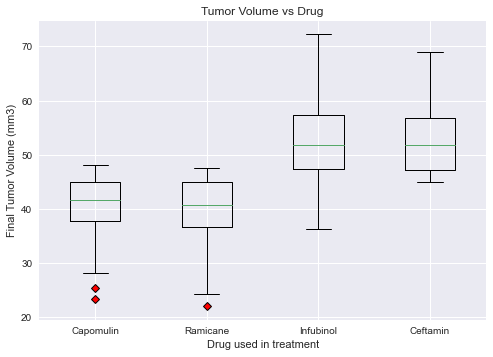 Tumor Volume vs Drug
Final Tumor Volume (mm3)
70
60
50
40
30
20
Capomulin
Ramicane
Infubinol
Ceftamin
Drug used in treatment